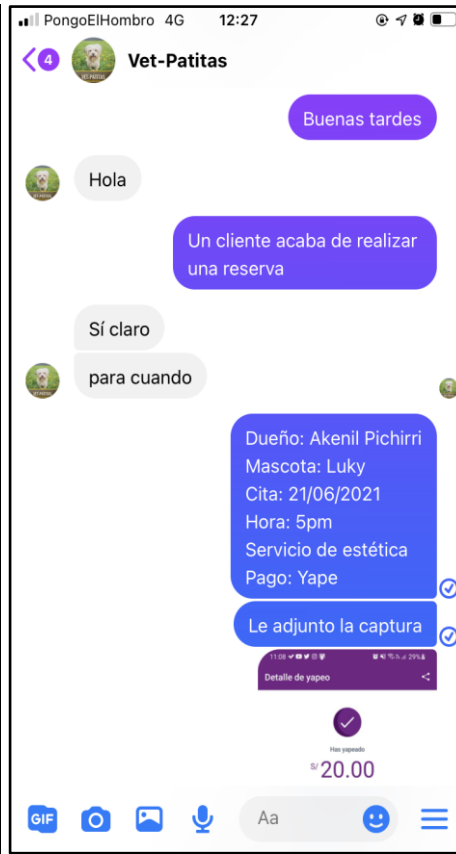 PongoElHombro 4G 12:27
4 Vet-Patitas
Buenas tardes
Hola
Un cliente acaba de realizar
una reserva
Sí claro
para cuando
Dueño: Akenil Pichirri
Mascota: Luky
Cita: 21/06/2021
Hora: 5pm
Servicio de estética
Pago: Yape
Le adjunto la captura
11:08 29%
Detalle de yapeo
Has yapeado
S/ 20.00
GIF Aa